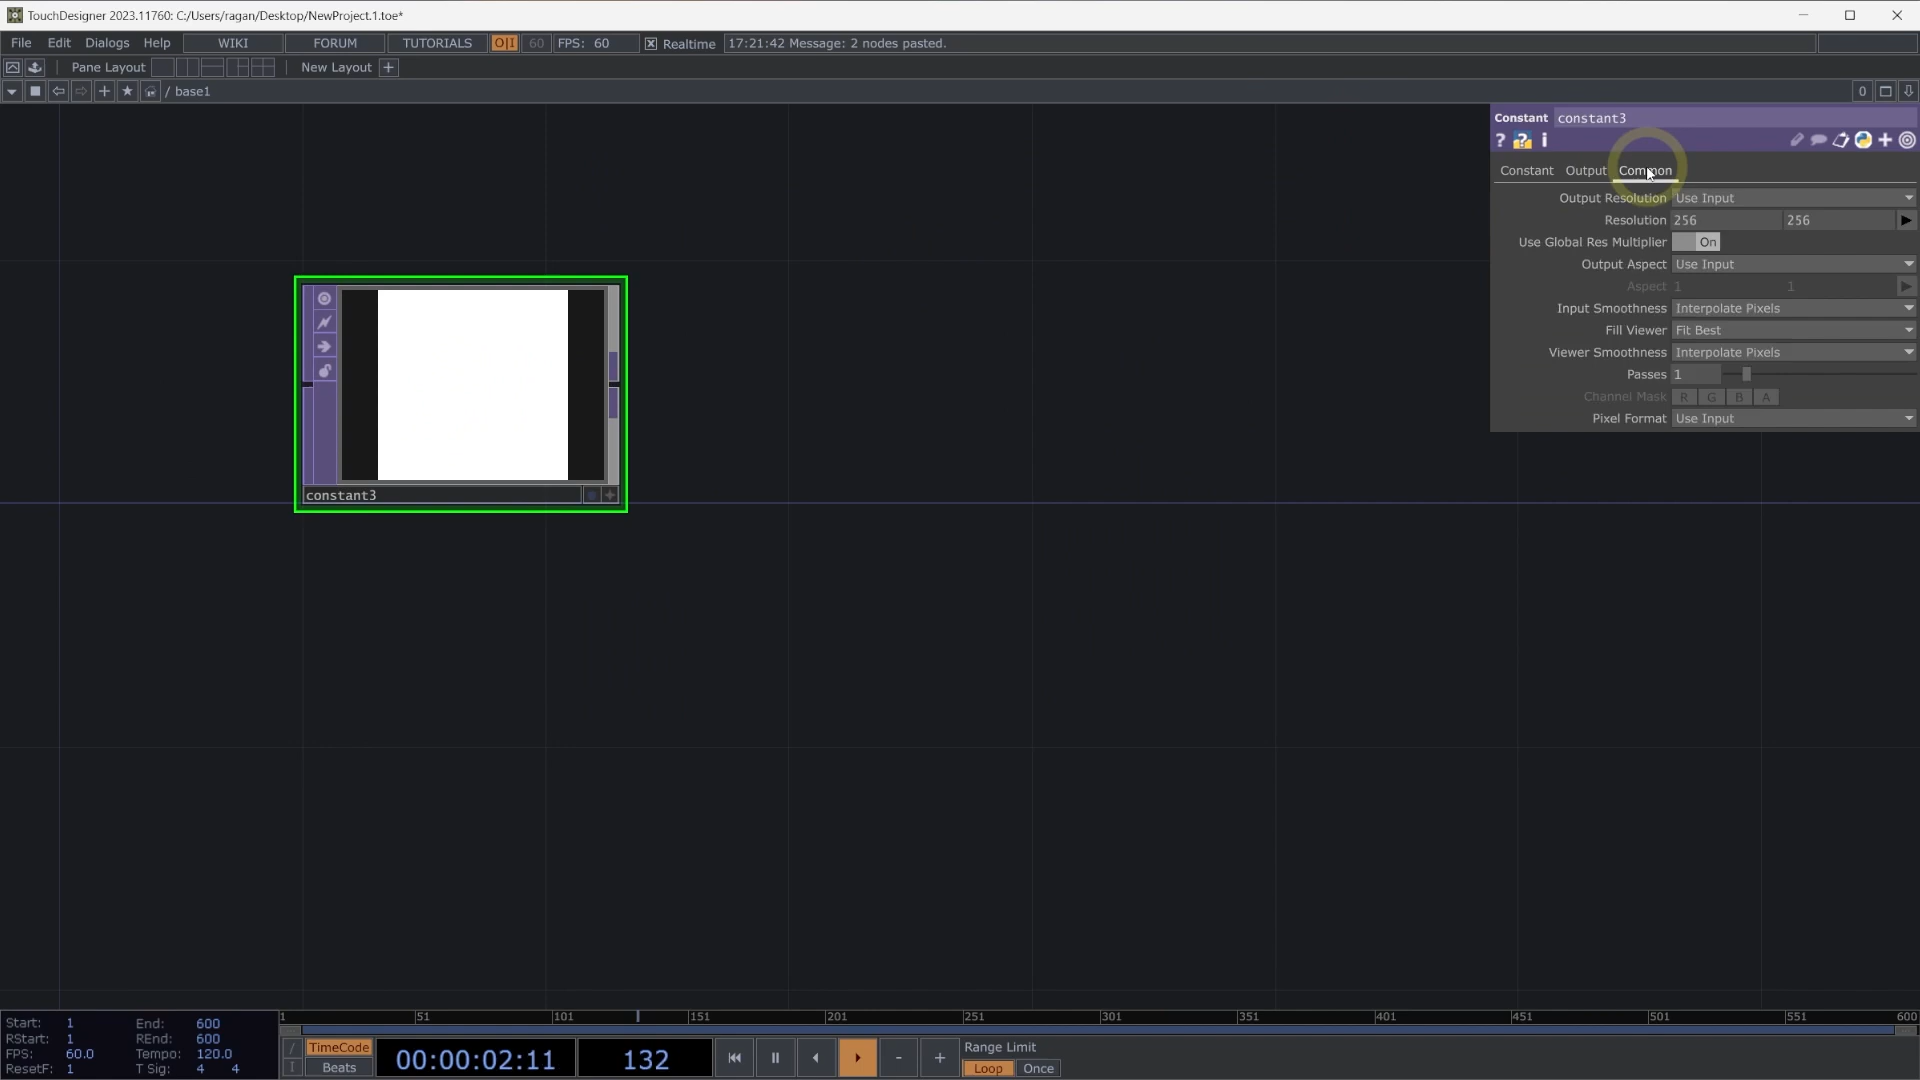 TouchDesigner 2023.11760: C:/Users/ragan/Desktop/NewProject.1.toe*
File Edit Dialogs Help WIKI FORUM TUTORIALS O|I 60 FPS: 60 Realtime 17:21:42 Message: 2 nodes pasted.
Pane Layout New Layout +
/ base1 0
Constant constant3
? ? i
Constant Output Common
Output Resolution Use Input
Resolution 256 256
Use Global Res Multiplier On
Output Aspect Use Input
Aspect 1 1
Input Smoothness Interpolate Pixels
Fill Viewer Fit Best
Viewer Smoothness Interpolate Pixels
Passes 1
Channel Mask R G B A
Pixel Format Use Input
constant3
1 51 101 151 201 251 301 351 401 451 501 551 600
Start: 1 End: 600
RStart: 1 REnd: 600
FPS: 60.0 Tempo: 120.0
ResetF: 1 T Sig: 4 4
/ TimeCode
I Beats
00:00:02:11 132 - +
Range Limit
Loop Once